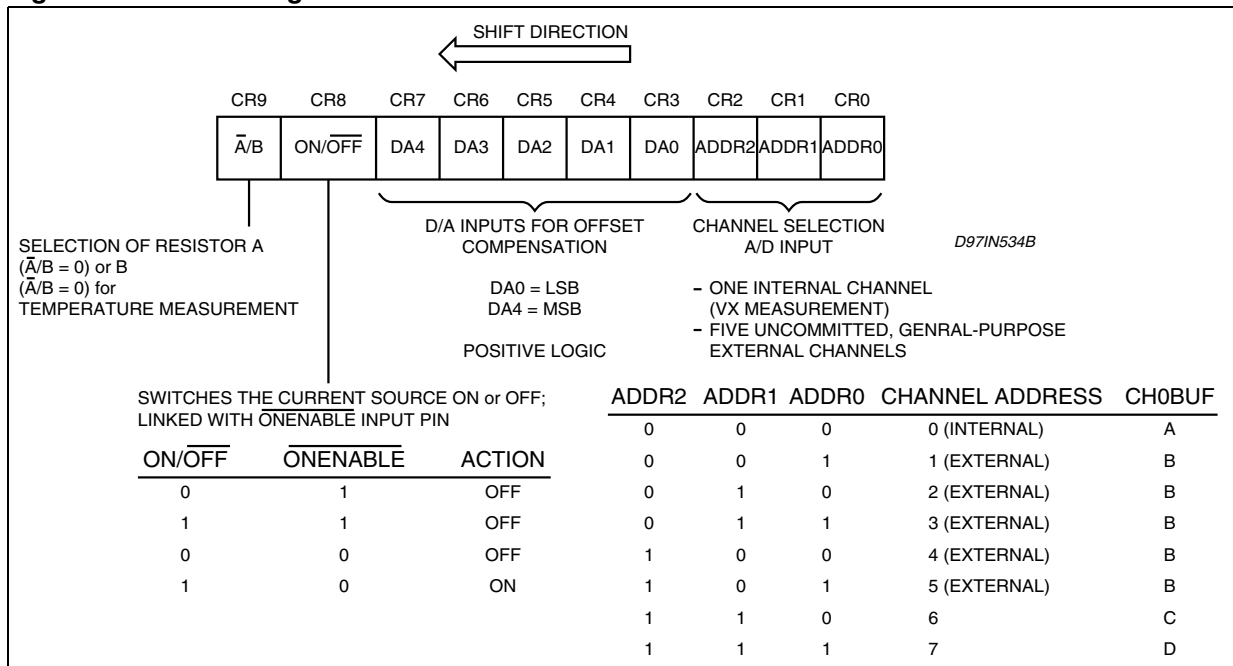 SHIFT DIRECTION
CR9 CR8 CR7 CR6 CR5 CR4 CR3 CR2 CR1 CR0
A̅/B ON/O̅F̅F̅ DA4 DA3 DA2 DA1 DA0 ADDR2 ADDR1 ADDR0
SELECTION OF RESISTOR A
(A̅/B = 0) or B
(A̅/B = 0) for
TEMPERATURE MEASUREMENT
D/A INPUTS FOR OFFSET
COMPENSATION
DA0 = LSB
DA4 = MSB
POSITIVE LOGIC
CHANNEL SELECTION
A/D INPUT
– ONE INTERNAL CHANNEL
(VX MEASUREMENT)
– FIVE UNCOMMITTED, GENRAL-PURPOSE
EXTERNAL CHANNELS
D97IN534B
SWITCHES THE CURRENT SOURCE ON or OFF;
LINKED WITH O̅N̅E̅N̅A̅B̅L̅E̅ INPUT PIN
ON/O̅F̅F̅ O̅N̅E̅N̅A̅B̅L̅E̅ ACTION
0 1 OFF
1 1 OFF
0 0 OFF
1 0 ON
ADDR2 ADDR1 ADDR0 CHANNEL ADDRESS CH0BUF
0 0 0 0 (INTERNAL) A
0 0 1 1 (EXTERNAL) B
0 1 0 2 (EXTERNAL) B
0 1 1 3 (EXTERNAL) B
1 0 0 4 (EXTERNAL) B
1 0 1 5 (EXTERNAL) B
1 1 0 6 C
1 1 1 7 D